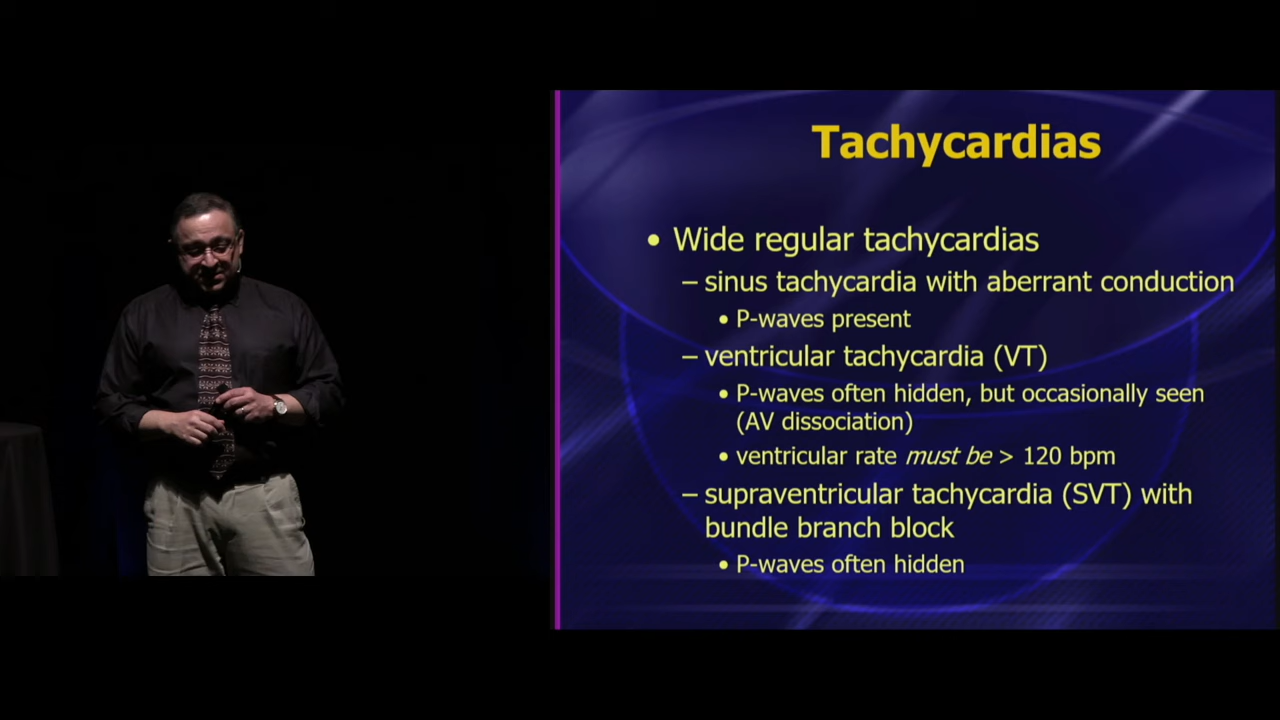 Tachycardias
• Wide regular tachycardias
– sinus tachycardia with aberrant conduction
• P-waves present
– ventricular tachycardia (VT)
• P-waves often hidden, but occasionally seen
(AV dissociation)
• ventricular rate must be > 120 bpm
– supraventricular tachycardia (SVT) with
bundle branch block
• P-waves often hidden